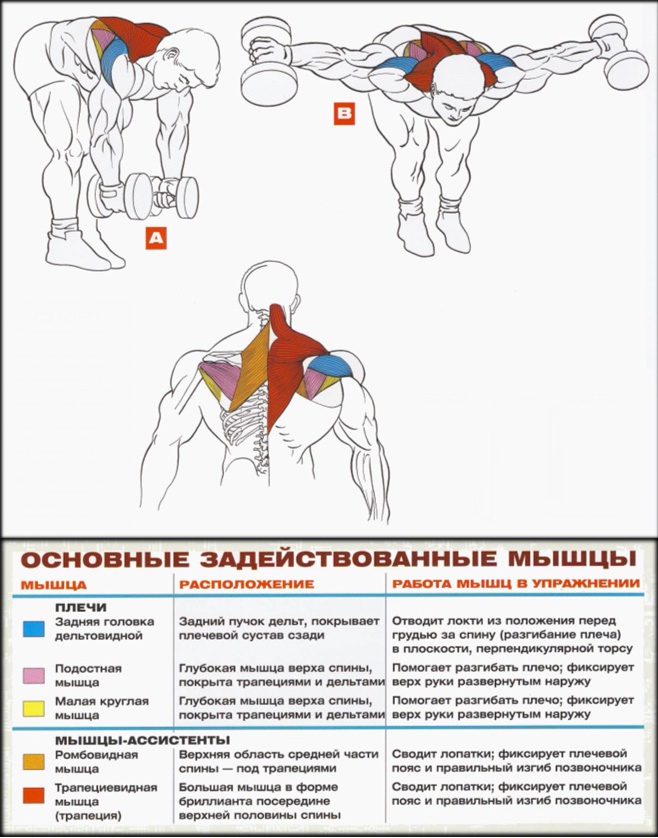 A
B
ОСНОВНЫЕ ЗАДЕЙСТВОВАННЫЕ МЫШЦЫ
МЫШЦА РАСПОЛОЖЕНИЕ РАБОТА МЫШЦ В УПРАЖНЕНИИ
ПЛЕЧИ
Задняя головка
дельтовидной
Задний пучок дельт, покрывает
плечевой сустав сзади
Отводит локти из положения перед
грудью за спину (разгибание плеча)
в плоскости, перпендикулярной торсу
Подостная
мышца
Глубокая мышца верха спины,
покрыта трапециями и дельтами
Помогает разгибать плечо; фиксирует
верх руки развернутым наружу
Малая круглая
мышца
Глубокая мышца верха спины,
покрыта трапециями и дельтами
Помогает разгибать плечо; фиксирует
верх руки развернутым наружу
МЫШЦЫ-АССИСТЕНТЫ
Ромбовидная
мышца
Верхняя область средней части
спины — под трапециями
Сводит лопатки; фиксирует плечевой
пояс и правильный изгиб позвоночника
Трапециевидная
мышца
(трапеция)
Большая мышца в форме
бриллианта посередине
верхней половины спины
Сводит лопатки; фиксирует плечевой
пояс и правильный изгиб позвоночника